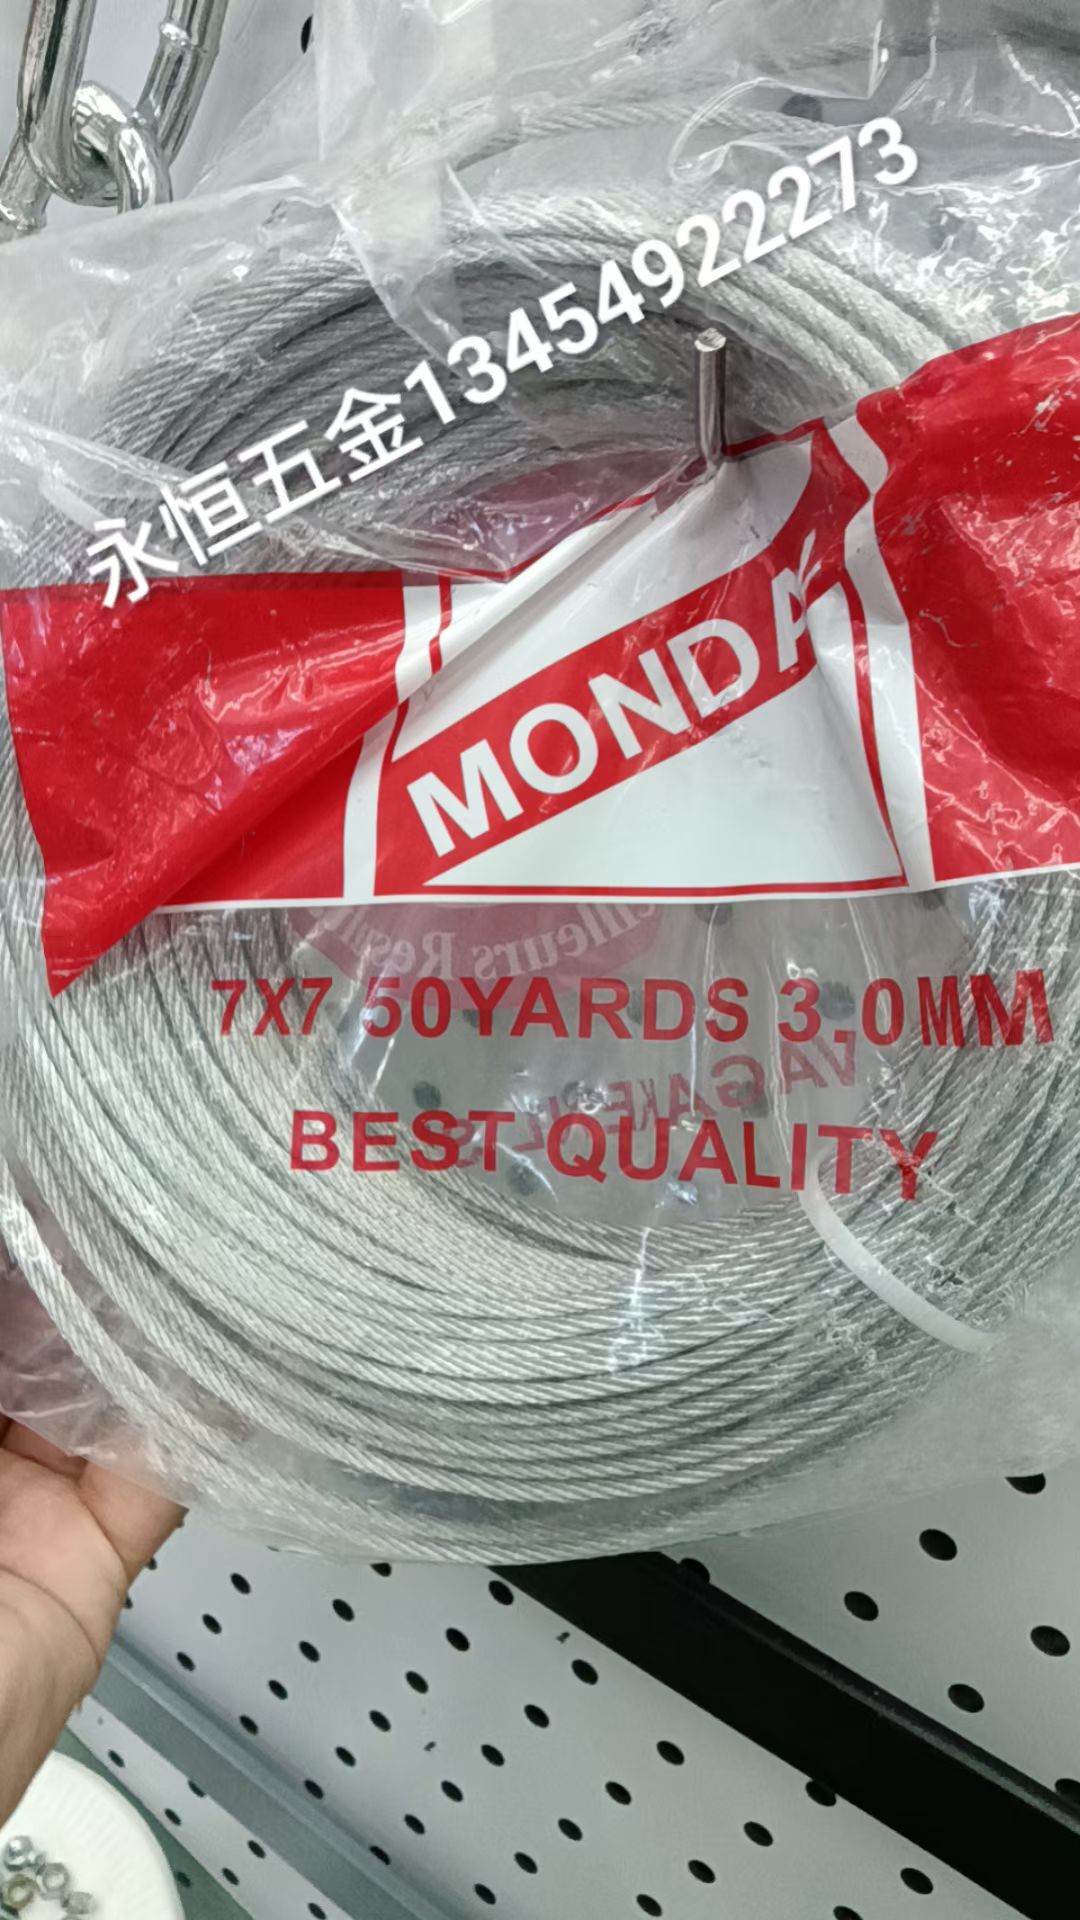 永恒五金13454922273
MONDA
7X7 50YARDS 3.0MM
BEST QUALITY